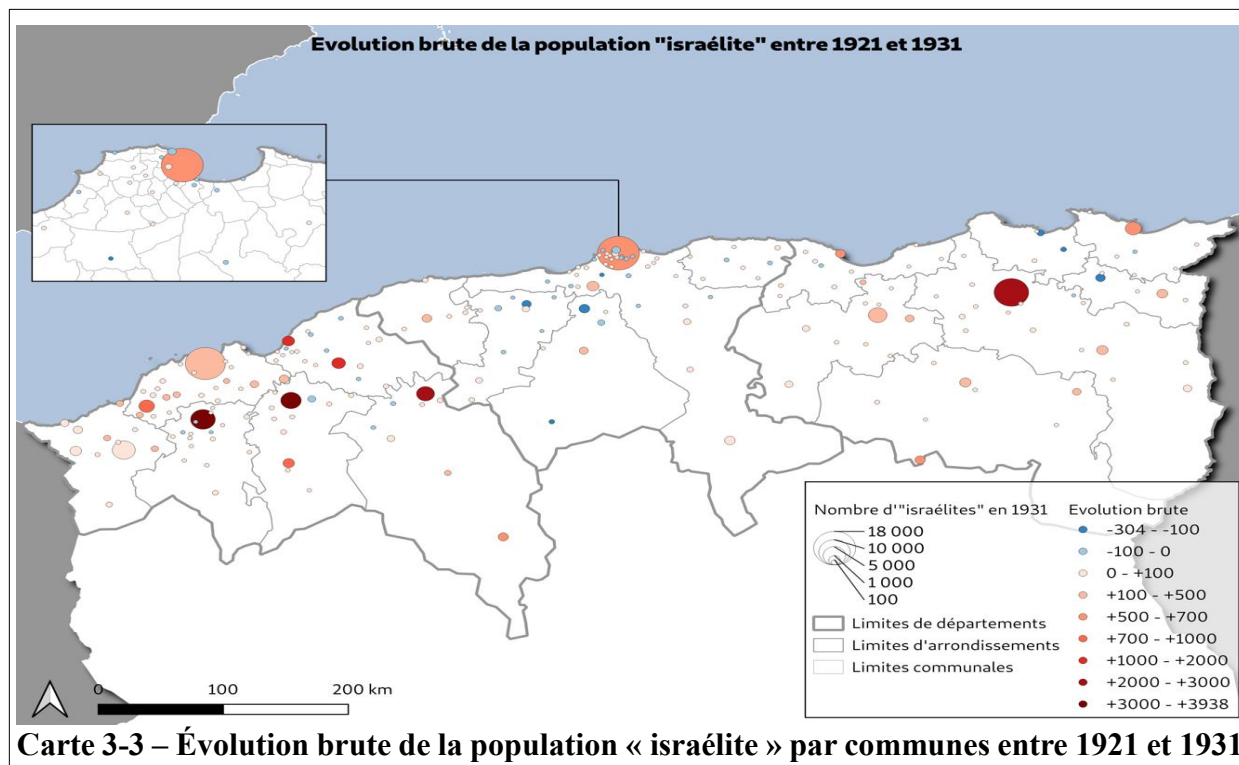 Evolution brute de la population "israélite" entre 1921 et 1931
Nombre d'"israélites" en 1931
18 000
10 000
5 000
1 000
100
Limites de départements
Limites d'arrondissements
Limites communales
Evolution brute
-304 - -100
-100 - 0
0 - +100
+100 - +500
+500 - +700
+700 - +1000
+1000 - +2000
+2000 - +3000
+3000 - +3938
0 100 200 km
Carte 3-3 – Évolution brute de la population « israélite » par communes entre 1921 et 1931